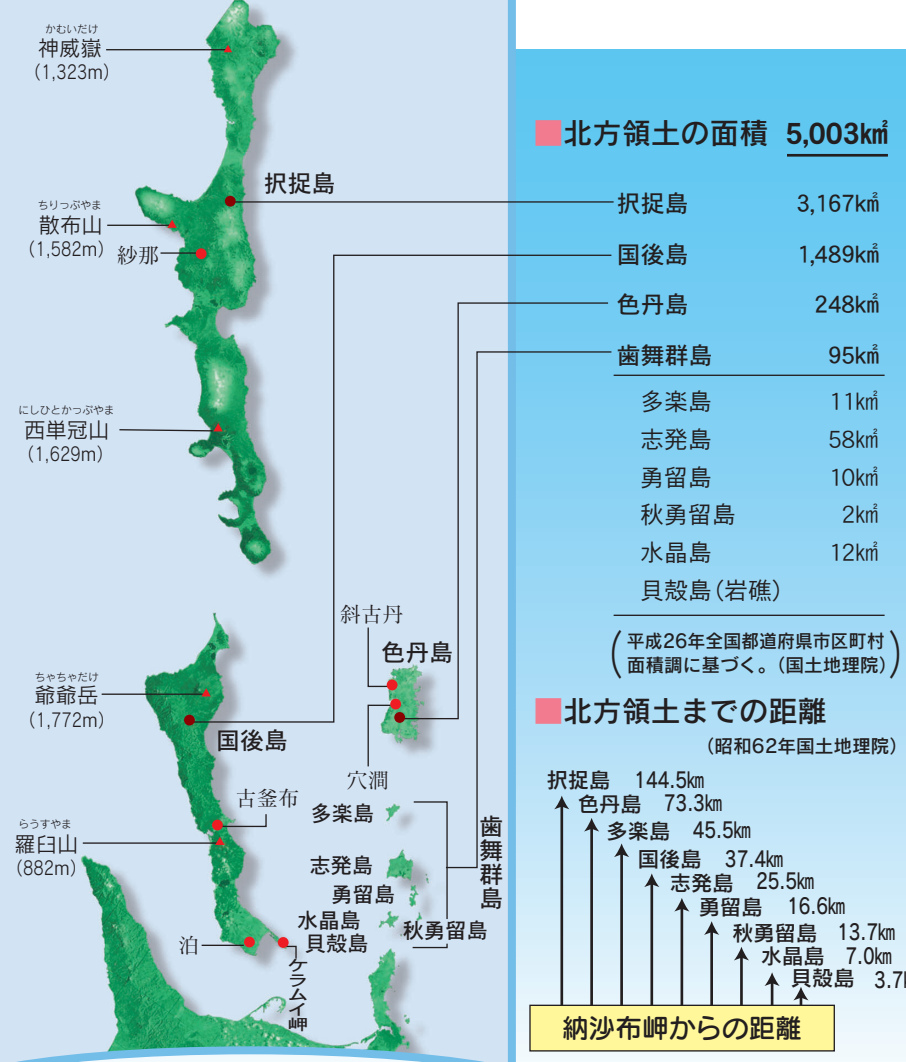 かむいだけ
神威嶽
(1,323m)
択捉島
ちりっぷやま
散布山
(1,582m)
紗那
にしひとかっぷやま
西単冠山
(1,629m)
斜古丹
色丹島
ちゃちゃだけ
爺爺岳
(1,772m)
国後島
穴澗
古釜布
多楽島
らうすやま
羅臼山
(882m)
志発島
勇留島
水晶島
秋勇留島
貝殻島
歯舞群島
泊
ケラムイ岬
■北方領土の面積 5,003k㎡
択捉島 3,167k㎡
国後島 1,489k㎡
色丹島 248k㎡
歯舞群島 95k㎡
多楽島 11k㎡
志発島 58k㎡
勇留島 10k㎡
秋勇留島 2k㎡
水晶島 12k㎡
貝殻島(岩礁)
(平成26年全国都道府県市区町村
面積調に基づく。(国土地理院))
■北方領土までの距離
(昭和62年国土地理院)
択捉島 144.5km
色丹島 73.3km
多楽島 45.5km
国後島 37.4km
志発島 25.5km
勇留島 16.6km
秋勇留島 13.7km
水晶島 7.0km
貝殻島 3.7
納沙布岬からの距離